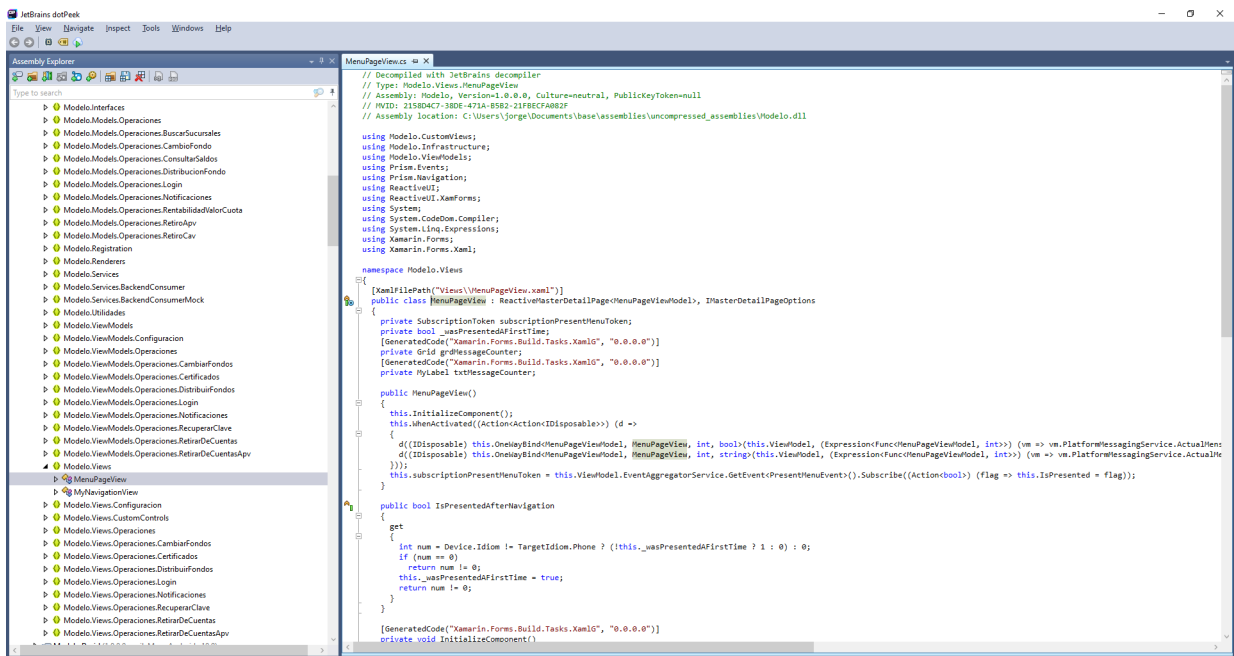 JetBrains dotPeek
File View Navigate Inspect Tools Windows Help
Assembly Explorer
Type to search
Modelo.Interfaces
Modelo.Models.Operaciones
Modelo.Models.Operaciones.BuscarSucursales
Modelo.Models.Operaciones.CambioFondo
Modelo.Models.Operaciones.ConsultarSaldos
Modelo.Models.Operaciones.DistribucionFondo
Modelo.Models.Operaciones.Login
Modelo.Models.Operaciones.Notificaciones
Modelo.Models.Operaciones.RentabilidadValorCuota
Modelo.Models.Operaciones.RetiroApv
Modelo.Models.Operaciones.RetiroCav
Modelo.Registration
Modelo.Renderers
Modelo.Services
Modelo.Services.BackendConsumer
Modelo.Services.BackendConsumerMock
Modelo.Utilidades
Modelo.ViewModels
Modelo.ViewModels.Configuracion
Modelo.ViewModels.Operaciones
Modelo.ViewModels.Operaciones.CambiarFondos
Modelo.ViewModels.Operaciones.Certificados
Modelo.ViewModels.Operaciones.DistribuirFondos
Modelo.ViewModels.Operaciones.Login
Modelo.ViewModels.Operaciones.Notificaciones
Modelo.ViewModels.Operaciones.RecuperarClave
Modelo.ViewModels.Operaciones.RetirarDeCuentas
Modelo.ViewModels.Operaciones.RetirarDeCuentasApv
Modelo.Views
MenuPageView
MyNavigationView
Modelo.Views.Configuracion
Modelo.Views.CustomControls
Modelo.Views.Operaciones
Modelo.Views.Operaciones.CambiarFondos
Modelo.Views.Operaciones.Certificados
Modelo.Views.Operaciones.DistribuirFondos
Modelo.Views.Operaciones.Login
Modelo.Views.Operaciones.Notificaciones
Modelo.Views.Operaciones.RecuperarClave
Modelo.Views.Operaciones.RetirarDeCuentas
Modelo.Views.Operaciones.RetirarDeCuentasApv
MenuPageView.cs
// Decompiled with JetBrains decompiler
// Type: Modelo.Views.MenuPageView
// Assembly: Modelo, Version=1.0.0.0, Culture=neutral, PublicKeyToken=null
// MVID: 2158D4C7-38DE-471A-85B2-21FBECFA082F
// Assembly location: C:\Users\jorge\Documents\base\assemblies\uncompressed_assemblies\Modelo.dll
using Modelo.CustomViews;
using Modelo.Infrastructure;
using Modelo.ViewModels;
using Prism.Events;
using Prism.Navigation;
using ReactiveUI;
using ReactiveUI.XamForms;
using System;
using System.CodeDom.Compiler;
using System.Linq.Expressions;
using Xamarin.Forms;
using Xamarin.Forms.Xaml;
namespace Modelo.Views
{
[XamlFilePath("Views\\MenuPageView.xaml")]
public class MenuPageView : ReactiveMasterDetailPage<MenuPageViewModel>, IMasterDetailPageOptions
{
private SubscriptionToken subscriptionPresentMenuToken;
private bool _wasPresentedAFirstTime;
[GeneratedCode("Xamarin.Forms.Build.Tasks.XamlG", "0.0.0.0")]
private Grid grdMessageCounter;
[GeneratedCode("Xamarin.Forms.Build.Tasks.XamlG", "0.0.0.0")]
private MyLabel txtMessageCounter;
public MenuPageView()
{
this.InitializeComponent();
this.WhenActivated((Action<Action<IDisposable>>) (d =>
{
d((IDisposable) this.OneWayBind<MenuPageViewModel, MenuPageView, int, bool>(this.ViewModel, (Expression<Func<MenuPageViewModel, int>>) (vm => vm.PlatformMessagingService.ActualMens
d((IDisposable) this.OneWayBind<MenuPageViewModel, MenuPageView, int, string>(this.ViewModel, (Expression<Func<MenuPageViewModel, int>>) (vm => vm.PlatformMessagingService.ActualMe
}));
this.subscriptionPresentMenuToken = this.ViewModel.EventAggregatorService.GetEvent<PresentMenuEvent>().Subscribe((Action<bool>) (flag => this.IsPresented = flag));
}
public bool IsPresentedAfterNavigation
{
get
{
int num = Device.Idiom != TargetIdiom.Phone ? (!this._wasPresentedAFirstTime ? 1 : 0) : 0;
if (num == 0)
return num != 0;
this._wasPresentedAFirstTime = true;
return num != 0;
}
}
[GeneratedCode("Xamarin.Forms.Build.Tasks.XamlG", "0.0.0.0")]
private void InitializeComponent()